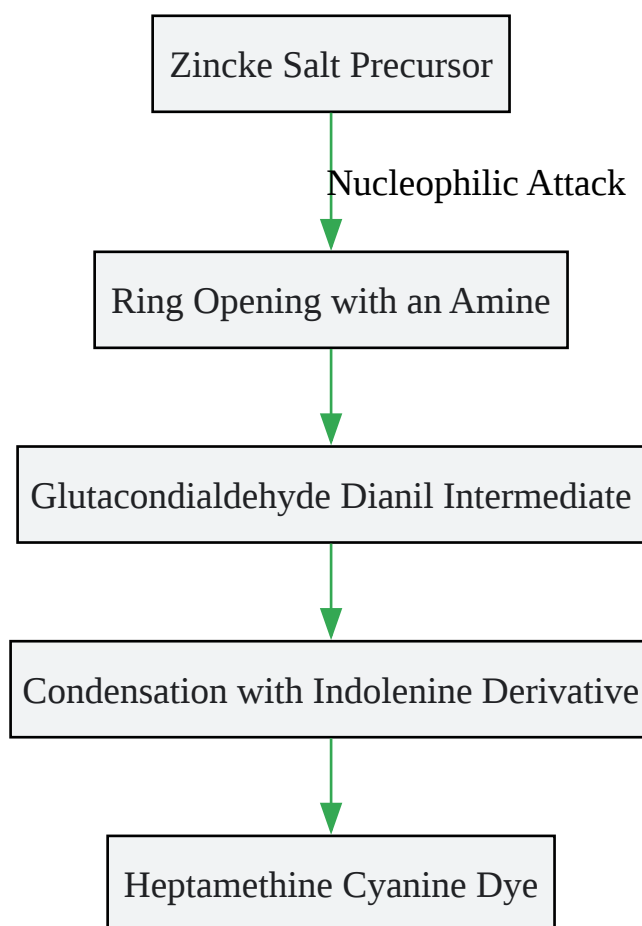 Zincke Salt Precursor
Nucleophilic Attack
Ring Opening with an Amine
Glutacondialdehyde Dianil Intermediate
Condensation with Indolenine Derivative
Heptamethine Cyanine Dye